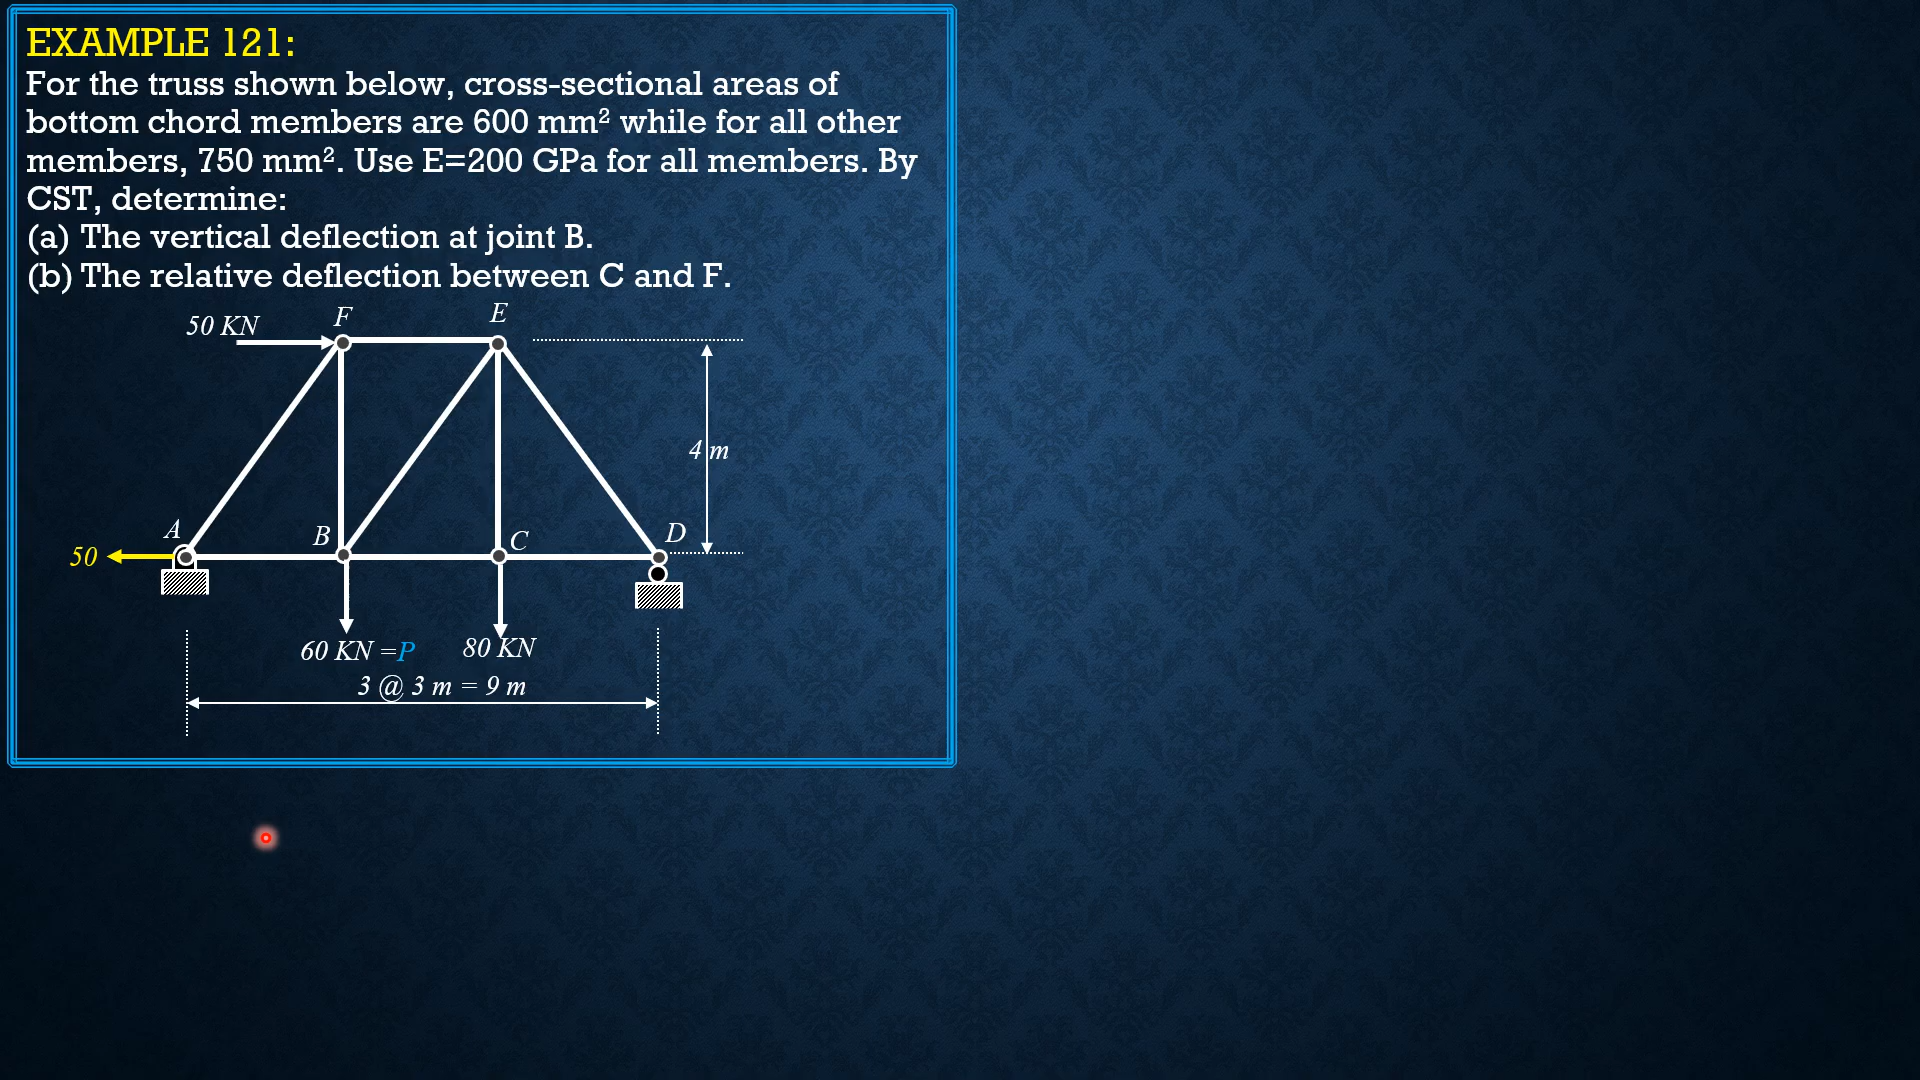 EXAMPLE 121:
For the truss shown below, cross-sectional areas of
bottom chord members are 600 mm² while for all other
members, 750 mm². Use E=200 GPa for all members. By
CST, determine:
(a) The vertical deflection at joint B.
(b) The relative deflection between C and F.
50 KN
F
E
4 m
A
B
C
D
50
60 KN =P
80 KN
3 @ 3 m = 9 m